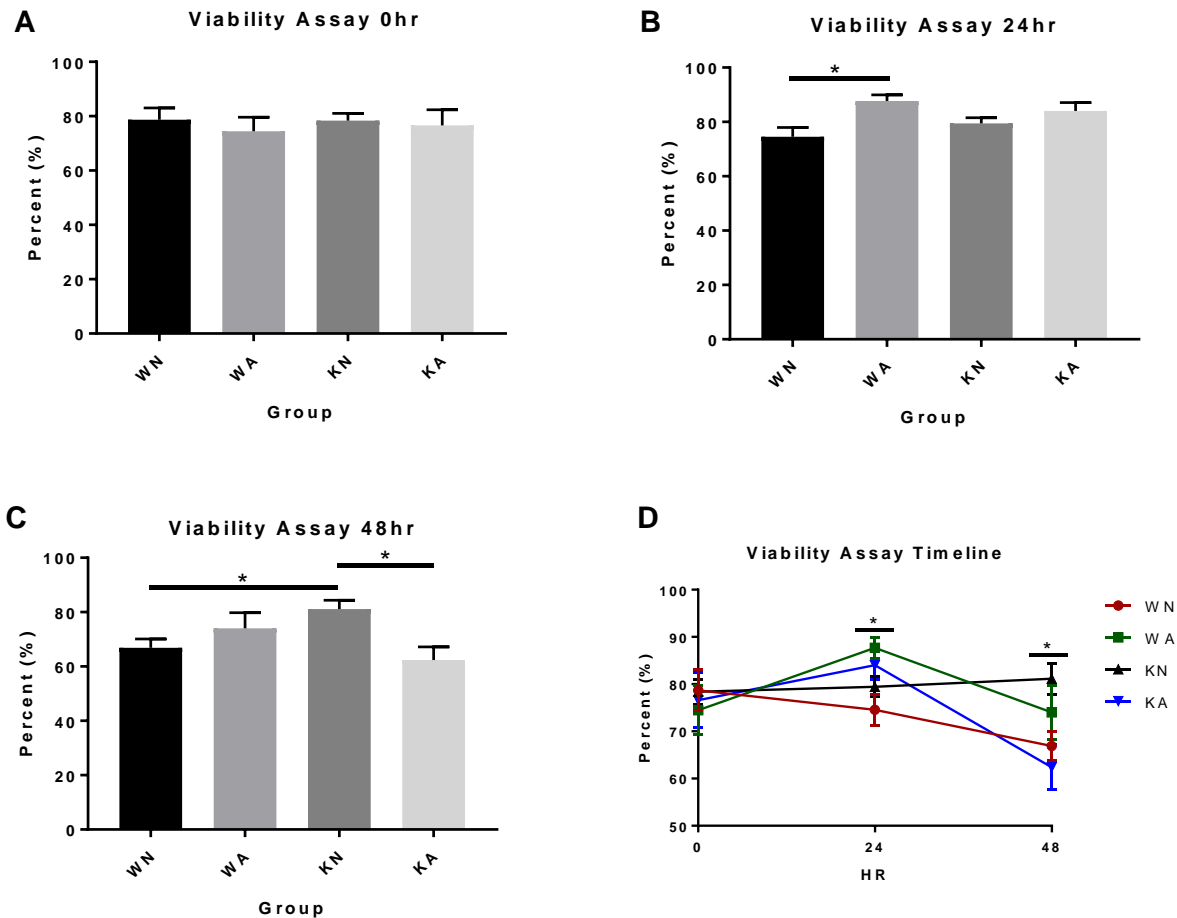 A
Viability Assay 0hr
100
80
60
40
20
0
Percent (%)
WN
WA
KN
KA
Group
B
Viability Assay 24hr
*
100
80
60
40
20
0
Percent (%)
WN
WA
KN
KA
Group
C
Viability Assay 48hr
*
*
100
80
60
40
20
0
Percent (%)
WN
WA
KN
KA
Group
D
Viability Assay Timeline
100
90
80
70
60
50
Percent (%)
*
*
0
24
48
HR
WN
WA
KN
KA